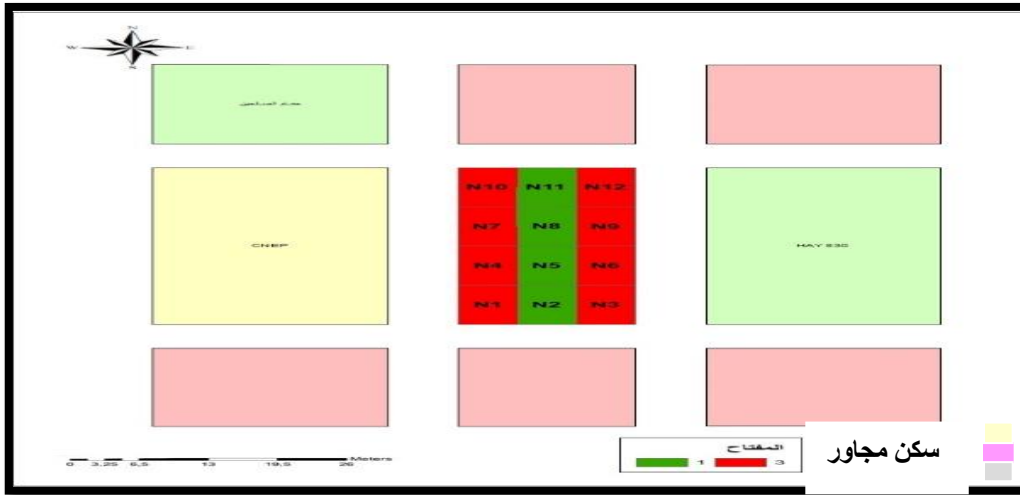 N
W E
S
CNEP
N10 N11 N12
N7 N8 N9
N4 N5 N6
N1 N2 N3
HAY 830
المفتاح
1 3
سكن مجاور
Meters
0 3,25 6,5 13 19,5 26